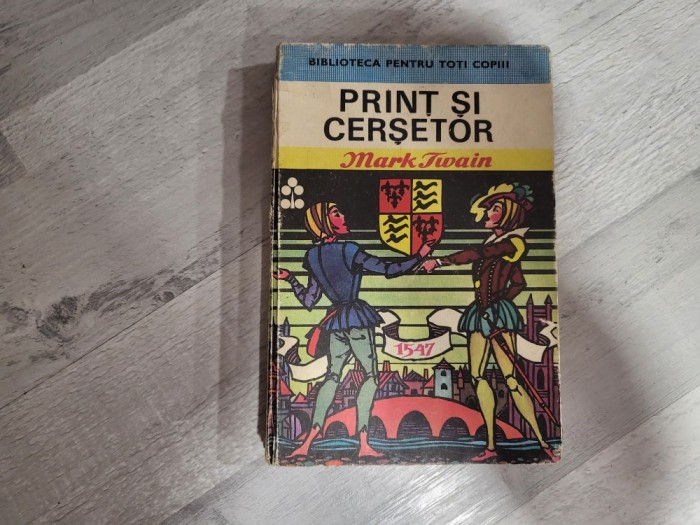 BIBLIOTECA PENTRU TOȚI COPIII
PRINȚ ȘI
CERȘETOR
Mark Twain
1547